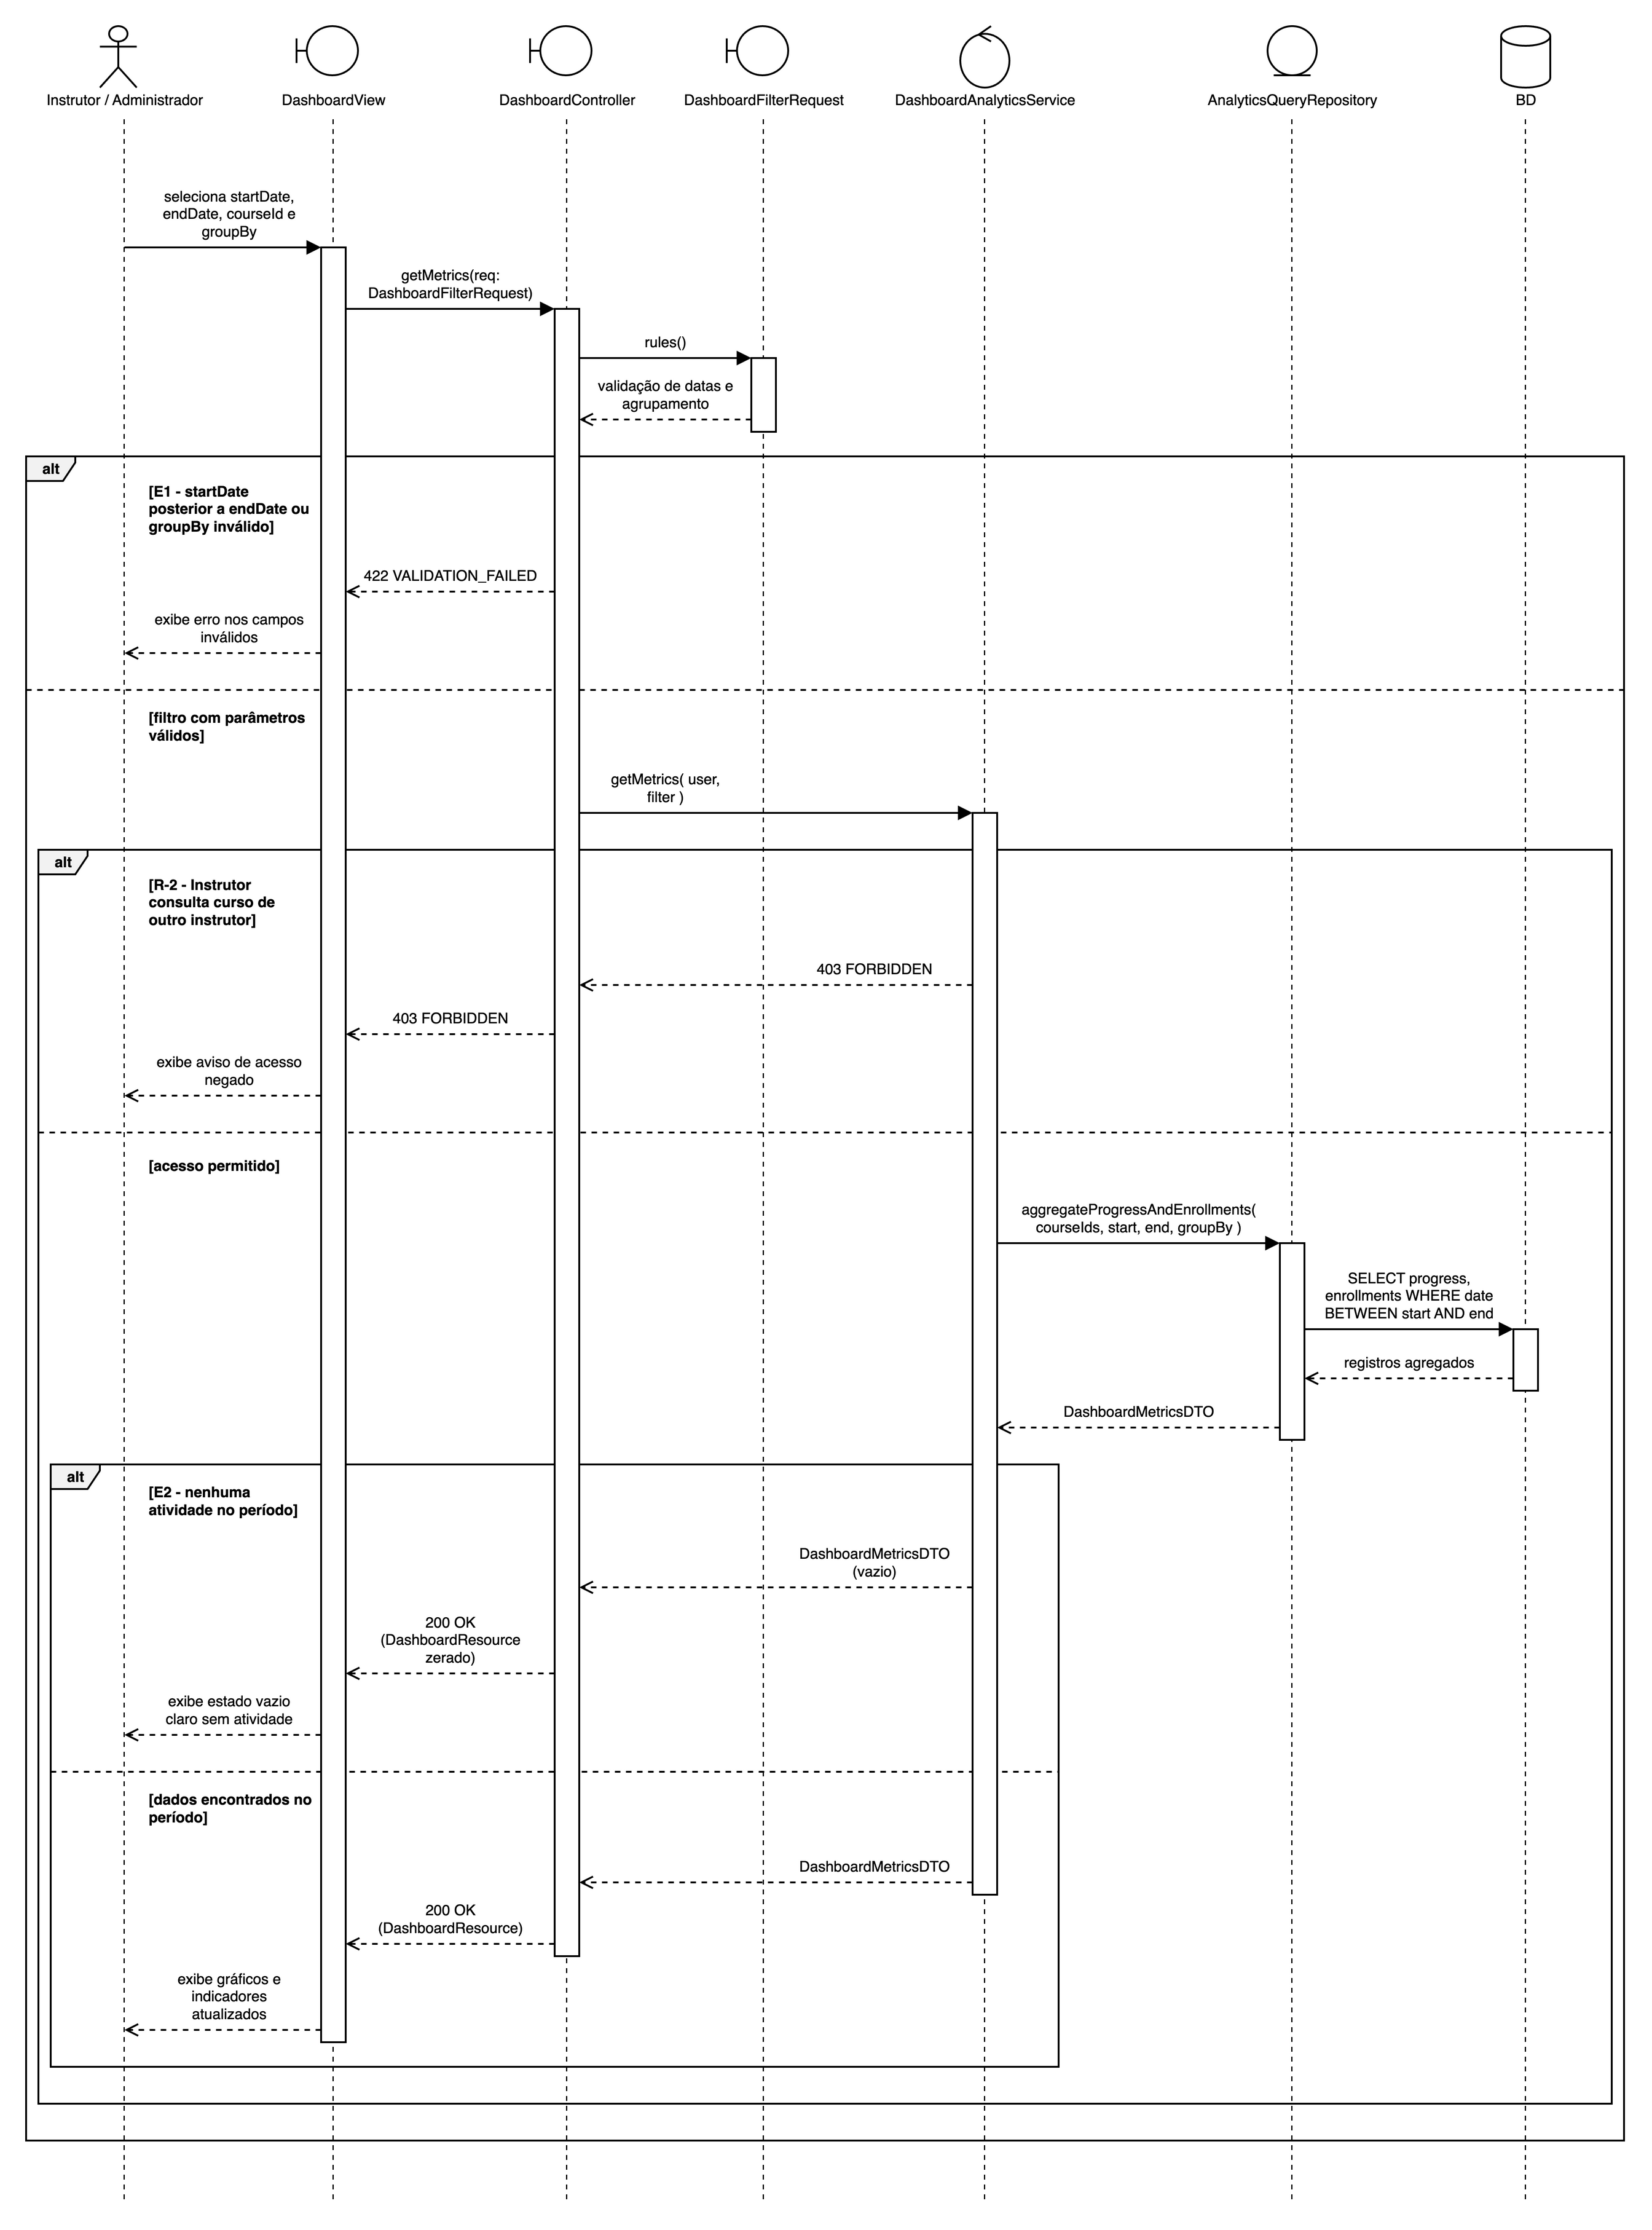 Instrutor / Administrador
DashboardView
DashboardController
DashboardFilterRequest
DashboardAnalyticsService
AnalyticsQueryRepository
BD
seleciona startDate,
endDate, courseId e
groupBy
getMetrics(req:
DashboardFilterRequest)
rules()
validação de datas e
agrupamento
alt
[E1 - startDate
posterior a endDate ou
groupBy inválido]
422 VALIDATION_FAILED
exibe erro nos campos
inválidos
[filtro com parâmetros
válidos]
getMetrics( user,
filter )
alt
[R-2 - Instrutor
consulta curso de
outro instrutor]
403 FORBIDDEN
403 FORBIDDEN
exibe aviso de acesso
negado
[acesso permitido]
aggregateProgressAndEnrollments(
courseIds, start, end, groupBy )
SELECT progress,
enrollments WHERE date
BETWEEN start AND end
registros agregados
DashboardMetricsDTO
alt
[E2 - nenhuma
atividade no período]
DashboardMetricsDTO
(vazio)
200 OK
(DashboardResource
zerado)
exibe estado vazio
claro sem atividade
[dados encontrados no
período]
DashboardMetricsDTO
200 OK
(DashboardResource)
exibe gráficos e
indicadores
atualizados